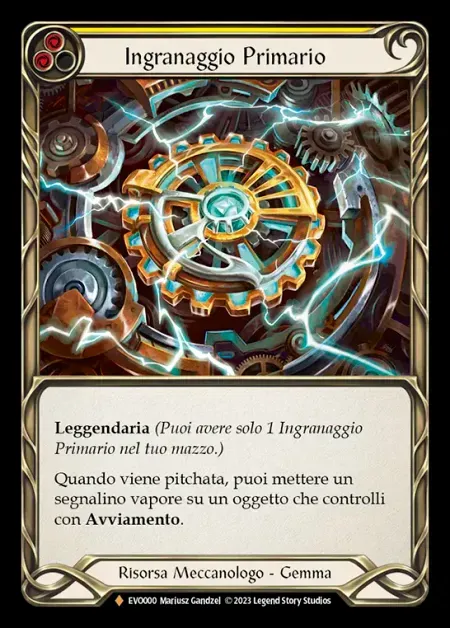 Ingranaggio Primario
Leggendaria (Puoi avere solo 1 Ingranaggio
Primario nel tuo mazzo.)
Quando viene pitchata, puoi mettere un
segnalino vapore su un oggetto che controlli
con Avviamento.
Risorsa Meccanologo - Gemma
EVO000 Mariusz Gandzel ©2023 Legend Story Studios